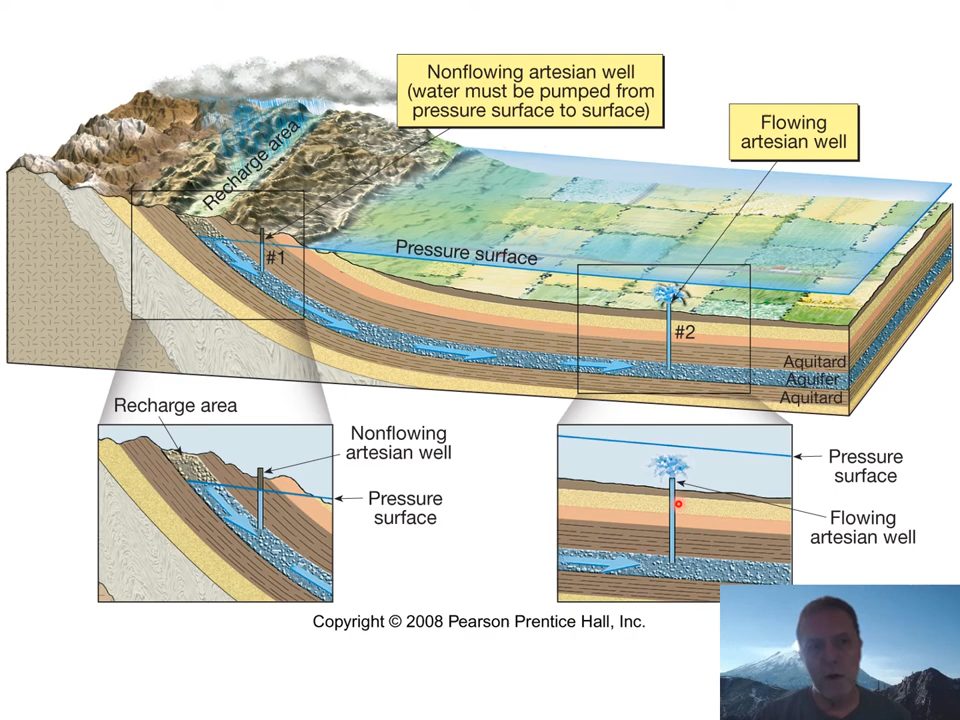 Nonflowing artesian well
(water must be pumped from
pressure surface to surface)
Flowing
artesian well
Recharge area
#1
Pressure surface
#2
Aquitard
Aquifer
Aquitard
Recharge area
Nonflowing
artesian well
Pressure
surface
Pressure
surface
Flowing
artesian well
Copyright © 2008 Pearson Prentice Hall, Inc.